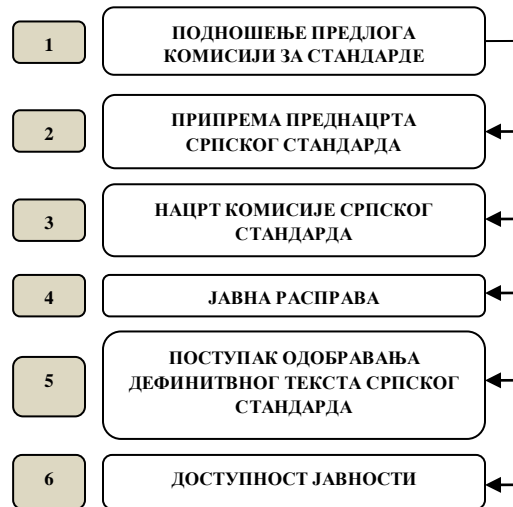 1
ПОДНОШЕЊЕ ПРЕДЛОГА
КОМИСИЈИ ЗА СТАНДАРДЕ
2
ПРИПРЕМА ПРЕДНАЦРТА
СРПСКОГ СТАНДАРДА
3
НАЦРТ КОМИСИЈЕ СРПСКОГ
СТАНДАРДА
4
ЈАВНА РАСПРАВА
5
ПОСТУПАК ОДОБРАВАЊА
ДЕФИНИТВНОГ ТЕКСТА СРПСКОГ
СТАНДАРДА
6
ДОСТУПНОСТ ЈАВНОСТИ